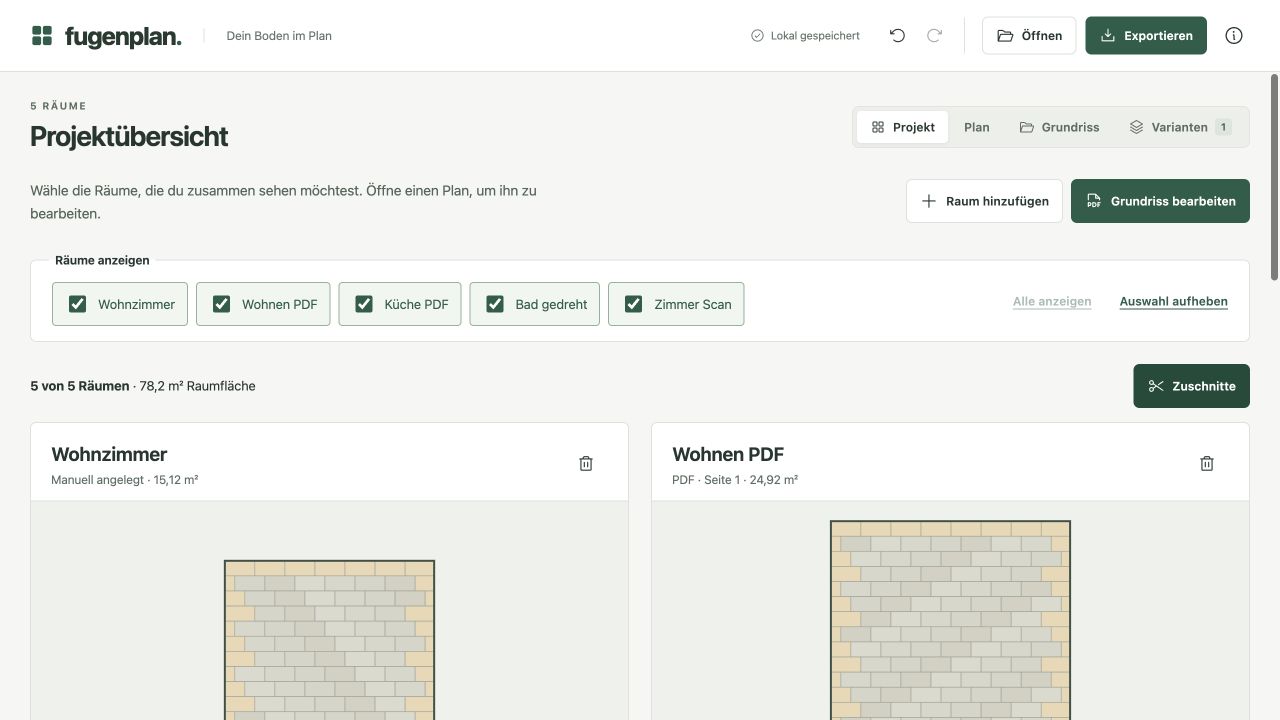 fugenplan.
Dein Boden im Plan
Lokal gespeichert
Öffnen
Exportieren
5 RÄUME
Projektübersicht
Projekt
Plan
Grundriss
Varianten 1
Wähle die Räume, die du zusammen sehen möchtest. Öffne einen Plan, um ihn zu
bearbeiten.
Raum hinzufügen
PDF Grundriss bearbeiten
Räume anzeigen
Wohnzimmer
Wohnen PDF
Küche PDF
Bad gedreht
Zimmer Scan
Alle anzeigen
Auswahl aufheben
5 von 5 Räumen · 78,2 m² Raumfläche
Zuschnitte
Wohnzimmer
Manuell angelegt · 15,12 m²
Wohnen PDF
PDF · Seite 1 · 24,92 m²